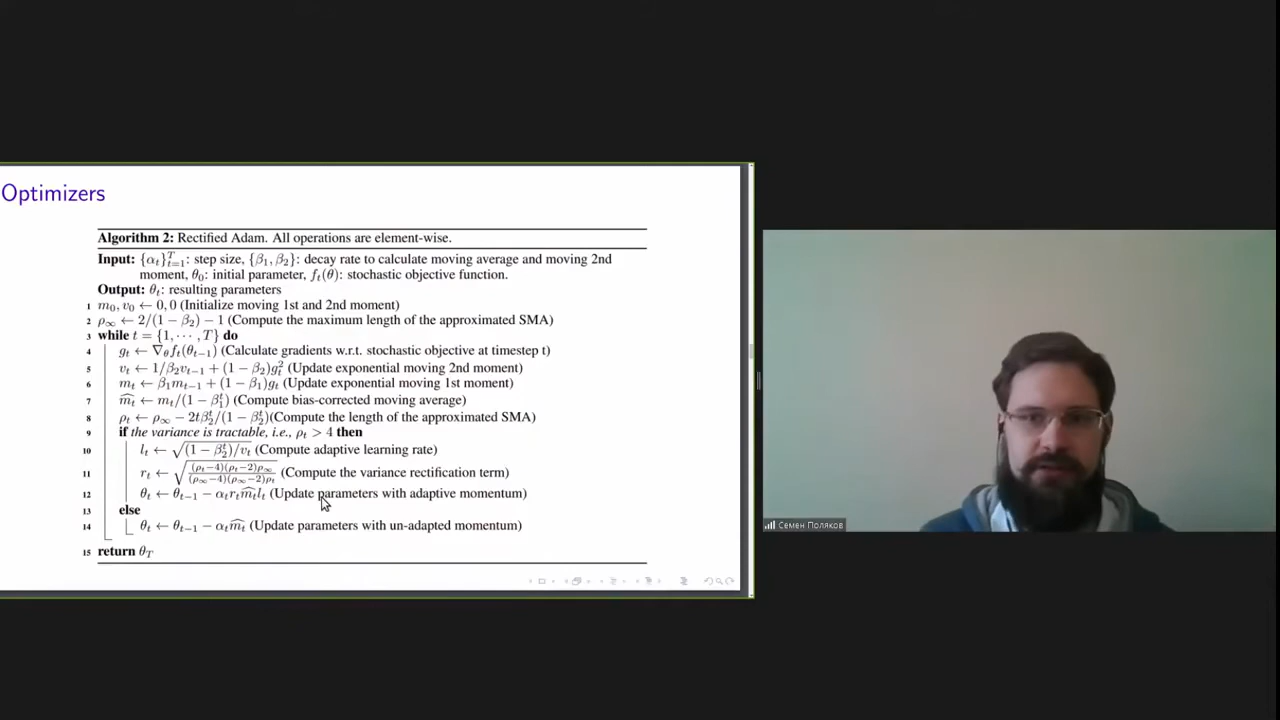 Optimizers
Algorithm 2: Rectified Adam. All operations are element-wise.
Input: {α_t}_{t=1}^T: step size, {β_1, β_2}: decay rate to calculate moving average and moving 2nd
moment, θ_0: initial parameter, f_t(θ): stochastic objective function.
Output: θ_t: resulting parameters
1 m_0, v_0 ← 0, 0 (Initialize moving 1st and 2nd moment)
2 ρ_∞ ← 2/(1 − β_2) − 1 (Compute the maximum length of the approximated SMA)
3 while t = {1, ⋯, T} do
4 g_t ← ∇_θ f_t(θ_{t−1}) (Calculate gradients w.r.t. stochastic objective at timestep t)
5 v_t ← 1/β_2 v_{t−1} + (1 − β_2)g_t^2 (Update exponential moving 2nd moment)
6 m_t ← β_1 m_{t−1} + (1 − β_1)g_t (Update exponential moving 1st moment)
7 \widehat{m_t} ← m_t/(1 − β_1^t) (Compute bias-corrected moving average)
8 ρ_t ← ρ_∞ − 2tβ_2^t/(1 − β_2^t)(Compute the length of the approximated SMA)
9 if the variance is tractable, i.e., ρ_t > 4 then
10 l_t ← √((1 − β_2^t)/v_t) (Compute adaptive learning rate)
11 r_t ← √(((ρ_t−4)(ρ_t−2)ρ_∞)/((ρ_∞−4)(ρ_∞−2)ρ_t)) (Compute the variance rectification term)
12 θ_t ← θ_{t−1} − α_t r_t \widehat{m_t} l_t (Update parameters with adaptive momentum)
13 else
14 θ_t ← θ_{t−1} − α_t \widehat{m_t} (Update parameters with un-adapted momentum)
15 return θ_T
Семен Поляков